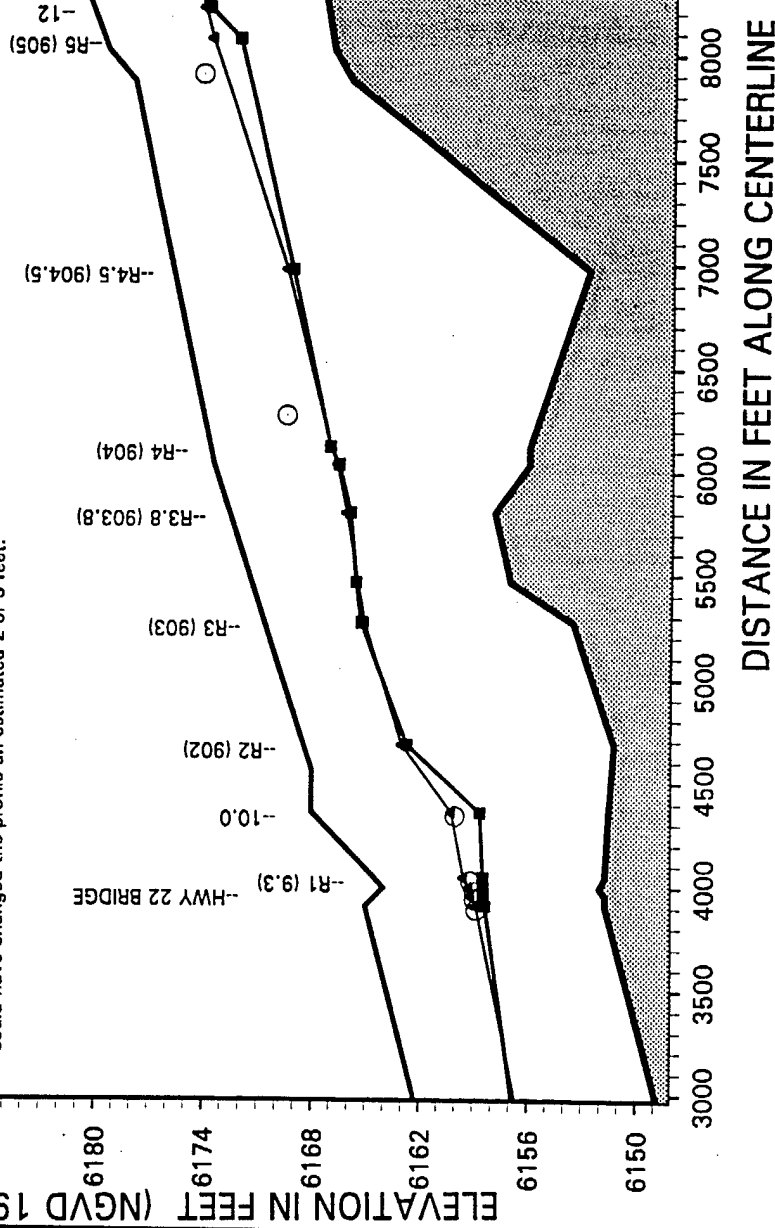 could have changed the profile an estimated 2 or 3 feet.
ELEVATION IN FEET (NGVD 19
6180
6174
6168
6162
6156
6150
--HWY 22 BRIDGE
--R1 (9.3)
--10.0
--R2 (902)
--R3 (903)
--R3.8 (903.8)
--R4 (904)
--R4.5 (904.5)
--R5 (905)
--12
3000
3500
4000
4500
5000
5500
6000
6500
7000
7500
8000
DISTANCE IN FEET ALONG CENTERLINE